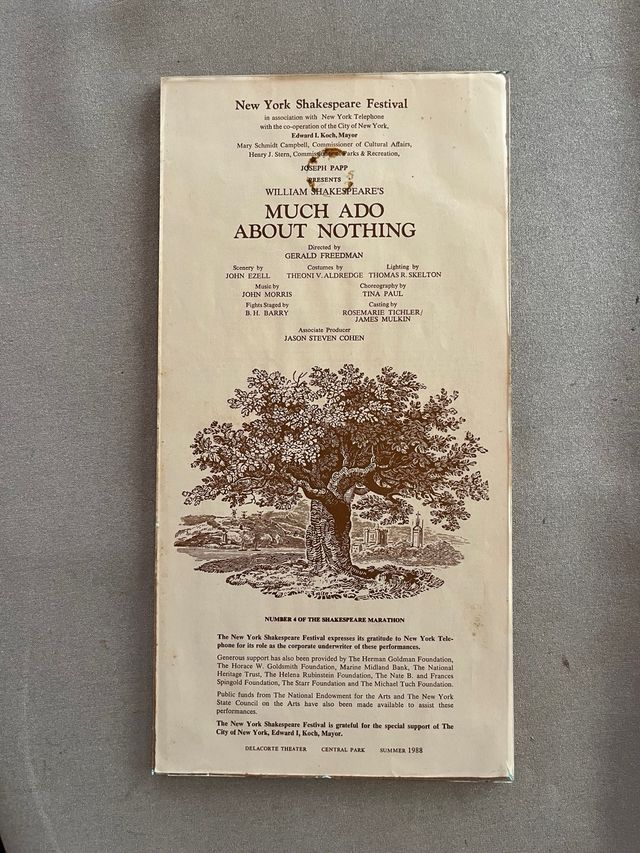 New York Shakespeare Festival
in association with New York Telephone
with the co-operation of the City of New York,
Edward I. Koch, Mayor
Mary Schmidt Campbell, Commissioner of Cultural Affairs,
Henry J. Stern, Commissioner, Parks & Recreation,
JOSEPH PAPP
PRESENTS
WILLIAM SHAKESPEARE'S
MUCH ADO
ABOUT NOTHING
Directed by
GERALD FREEDMAN
Scenery by Costumes by Lighting by
JOHN EZELL THEONI V. ALDREDGE THOMAS R. SKELTON
Music by Choreography by
JOHN MORRIS TINA PAUL
Fights Staged by Casting by
B. H. BARRY ROSEMARIE TICHLER/
JAMES MULKIN
Associate Producer
JASON STEVEN COHEN
NUMBER 4 OF THE SHAKESPEARE MARATHON
The New York Shakespeare Festival expresses its gratitude to New York Tele-
phone for its role as the corporate underwriter of these performances.
Generous support has also been provided by The Herman Goldman Foundation,
The Horace W. Goldsmith Foundation, Marine Midland Bank, The National
Heritage Trust, The Helena Rubinstein Foundation, The Nate B. and Frances
Spingold Foundation, The Starr Foundation and The Michael Tuch Foundation.
Public funds from The National Endowment for the Arts and The New York
State Council on the Arts have also been made available to assist these
performances.
The New York Shakespeare Festival is grateful for the special support of The
City of New York, Edward I, Koch, Mayor.
DELACORTE THEATER CENTRAL PARK SUMMER 1988